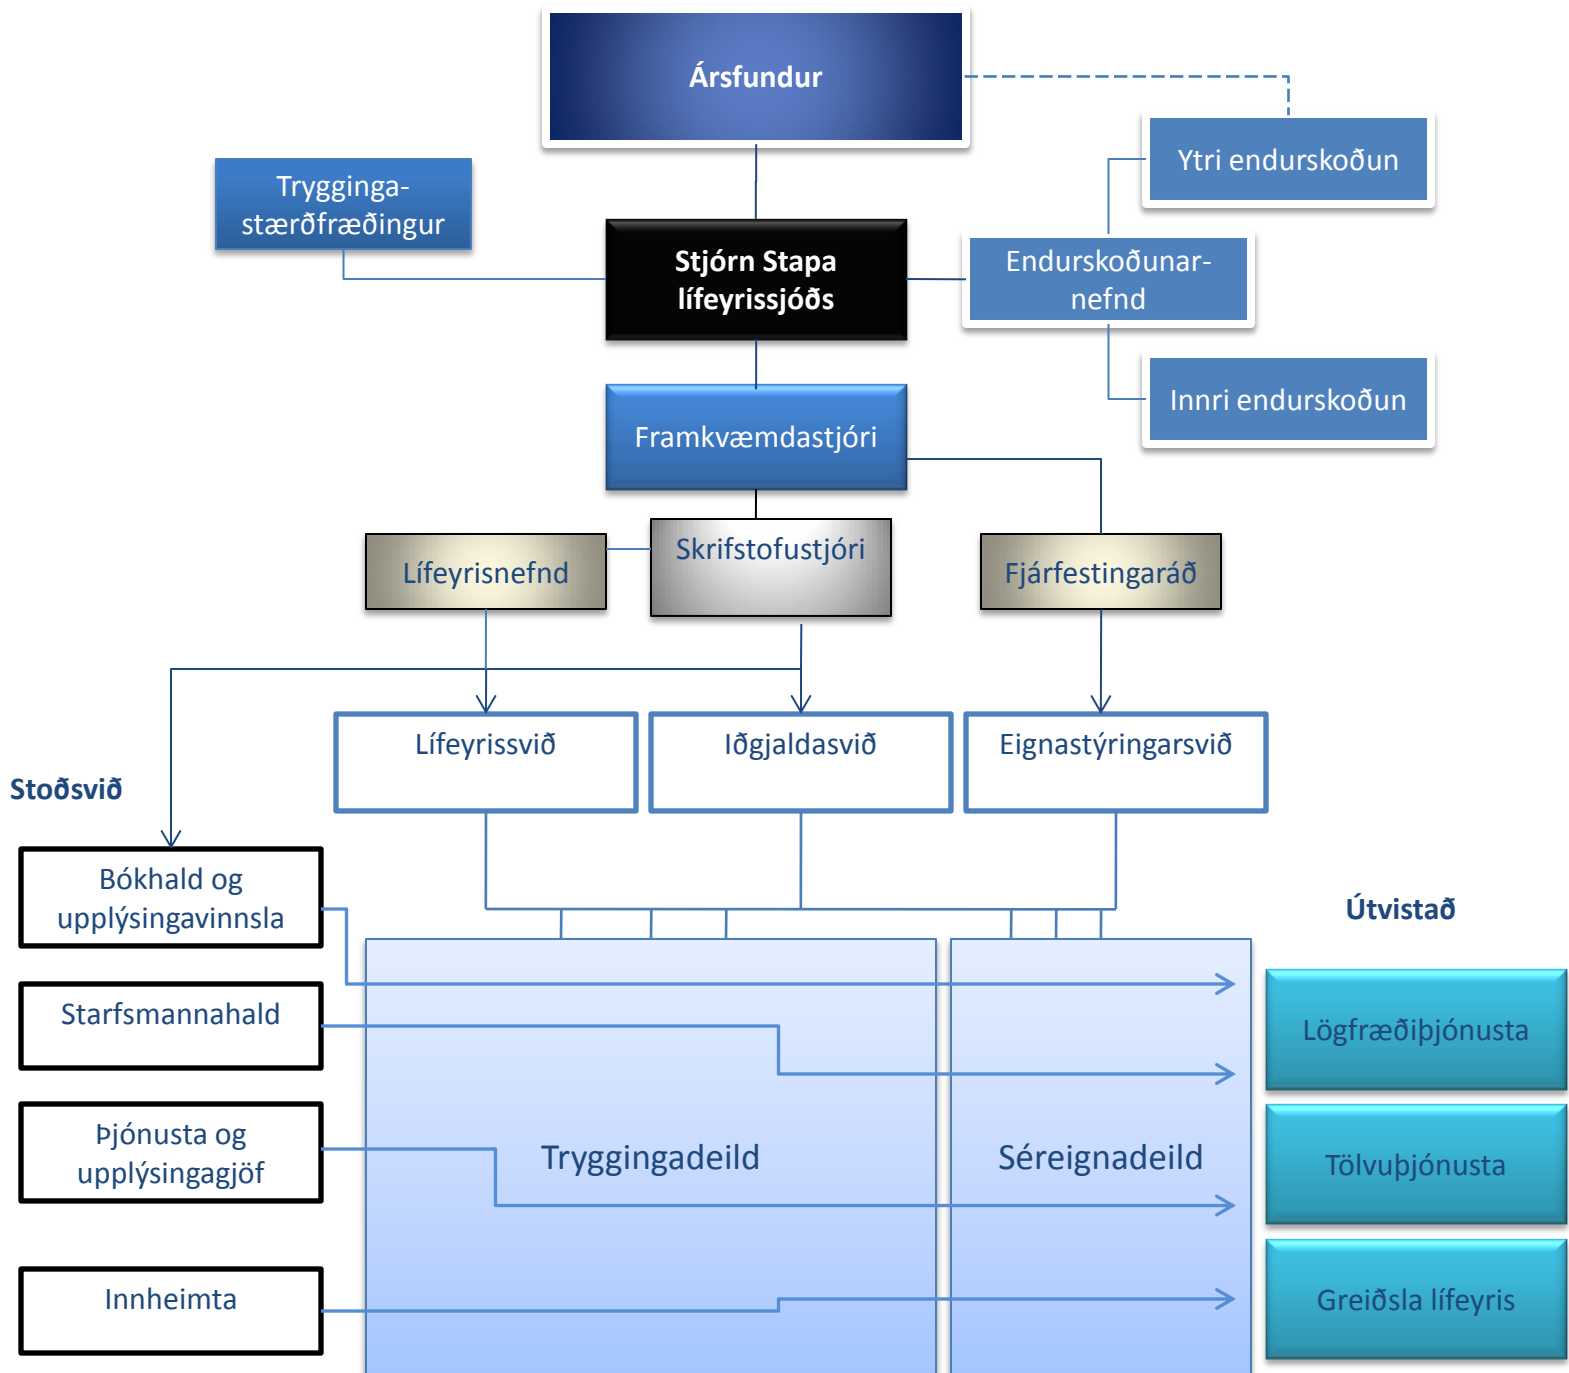 Ársfundur
Ytri endurskoðun
Trygginga-
stærðfræðingur
Stjórn Stapa
lífeyrissjóðs
Endurskoðunar-
nefnd
Innri endurskoðun
Framkvæmdastjóri
Lífeyrisnefnd
Skrifstofustjóri
Fjárfestingaráð
Lífeyrissvið
Iðgjaldasvið
Eignastýringarsvið
Stoðsvið
Bókhald og
upplýsingavinnsla
Útvistað
Starfsmannahald
Lögfræðiþjónusta
Þjónusta og
upplýsingagjöf
Tryggingadeild
Séreignadeild
Tölvuþjónusta
Innheimta
Greiðsla lífeyris